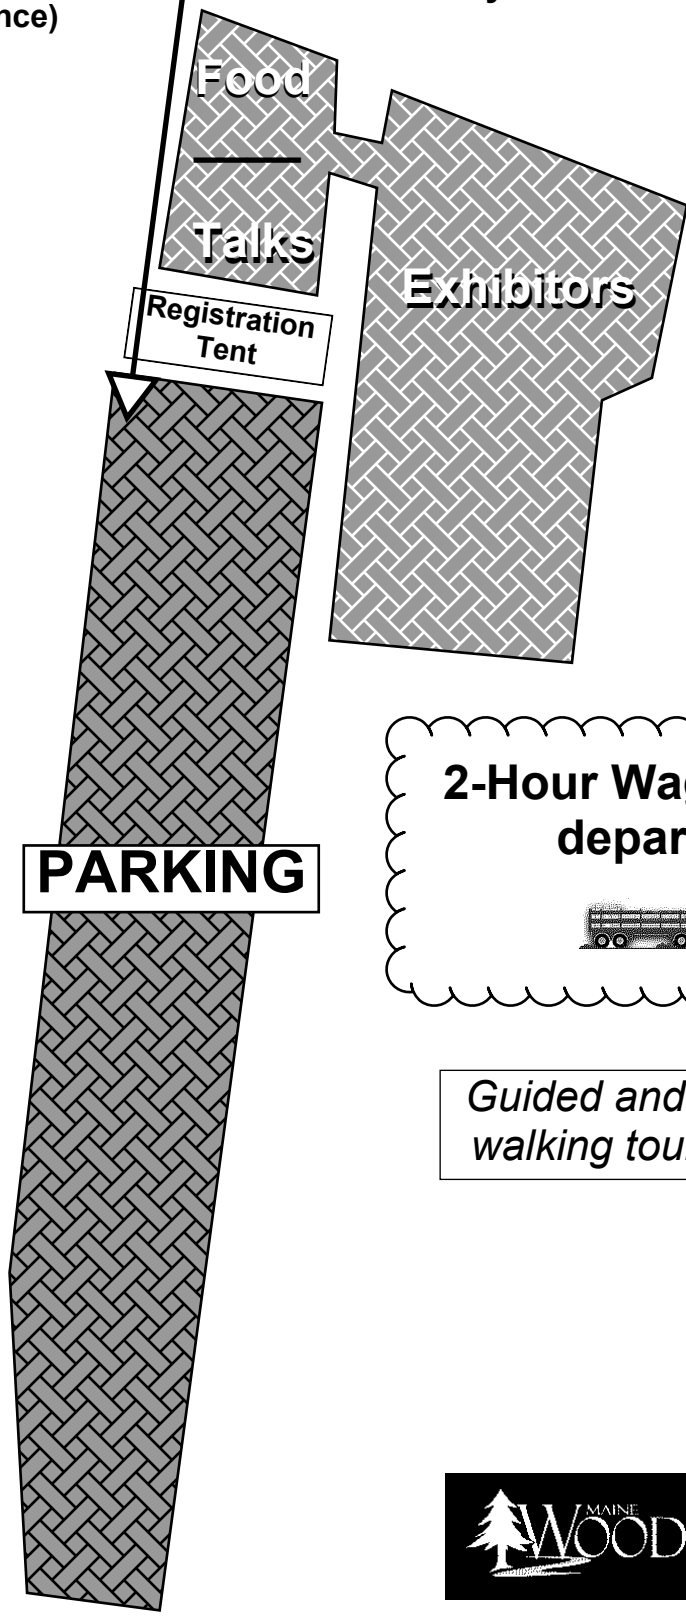 nce)
y
Food
Talks
Exhibitors
Registration
Tent
PARKING
2-Hour Wag
depar
Guided and
walking tou
MAINE
WOOD